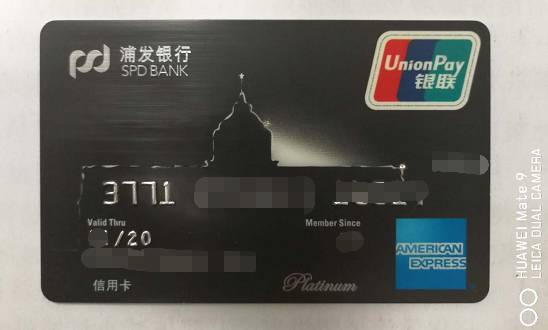 浦发银行
SPD BANK
UnionPay
银联
3771
Valid Thru
Member Since
/20
AMERICAN
EXPRESS
信用卡
Platinum
HUAWEI Mate 9
LEICA DUAL CAMERA